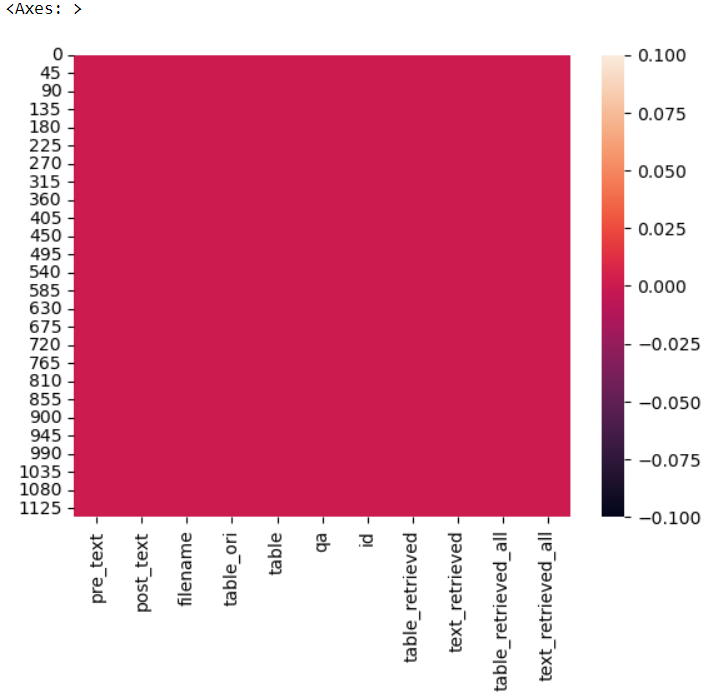 <Axes: >
0
45
90
135
180
225
270
315
360
405
450
495
540
585
630
675
720
765
810
855
900
945
990
1035
1080
1125
pre_text
post_text
filename
table_ori
table
qa
id
table_retrieved
text_retrieved
table_retrieved_all
text_retrieved_all
0.100
0.075
0.050
0.025
0.000
−0.025
−0.050
−0.075
−0.100